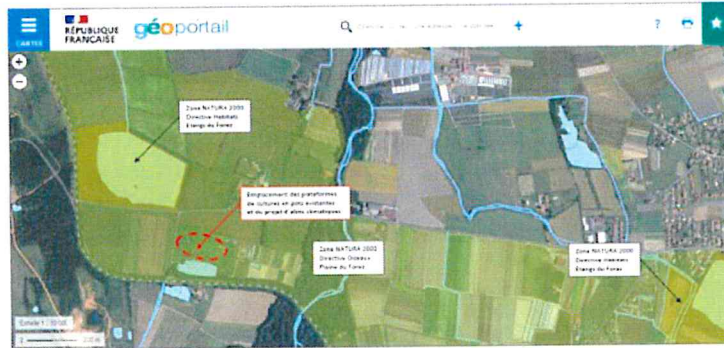 RÉPUBLIQUE
FRANÇAISE
géoportail
?
CARTES
Zone NATURA 2000
Directive Habitats
Etangs du Forez
Emplacement des plateformes
de cultures en pots existantes
et du projet d'abris climatiques
Zone NATURA 2000
Directive Oiseaux
Plaine du Forez
Zone NATURA 2000
Directive Habitats
Etangs du Forez